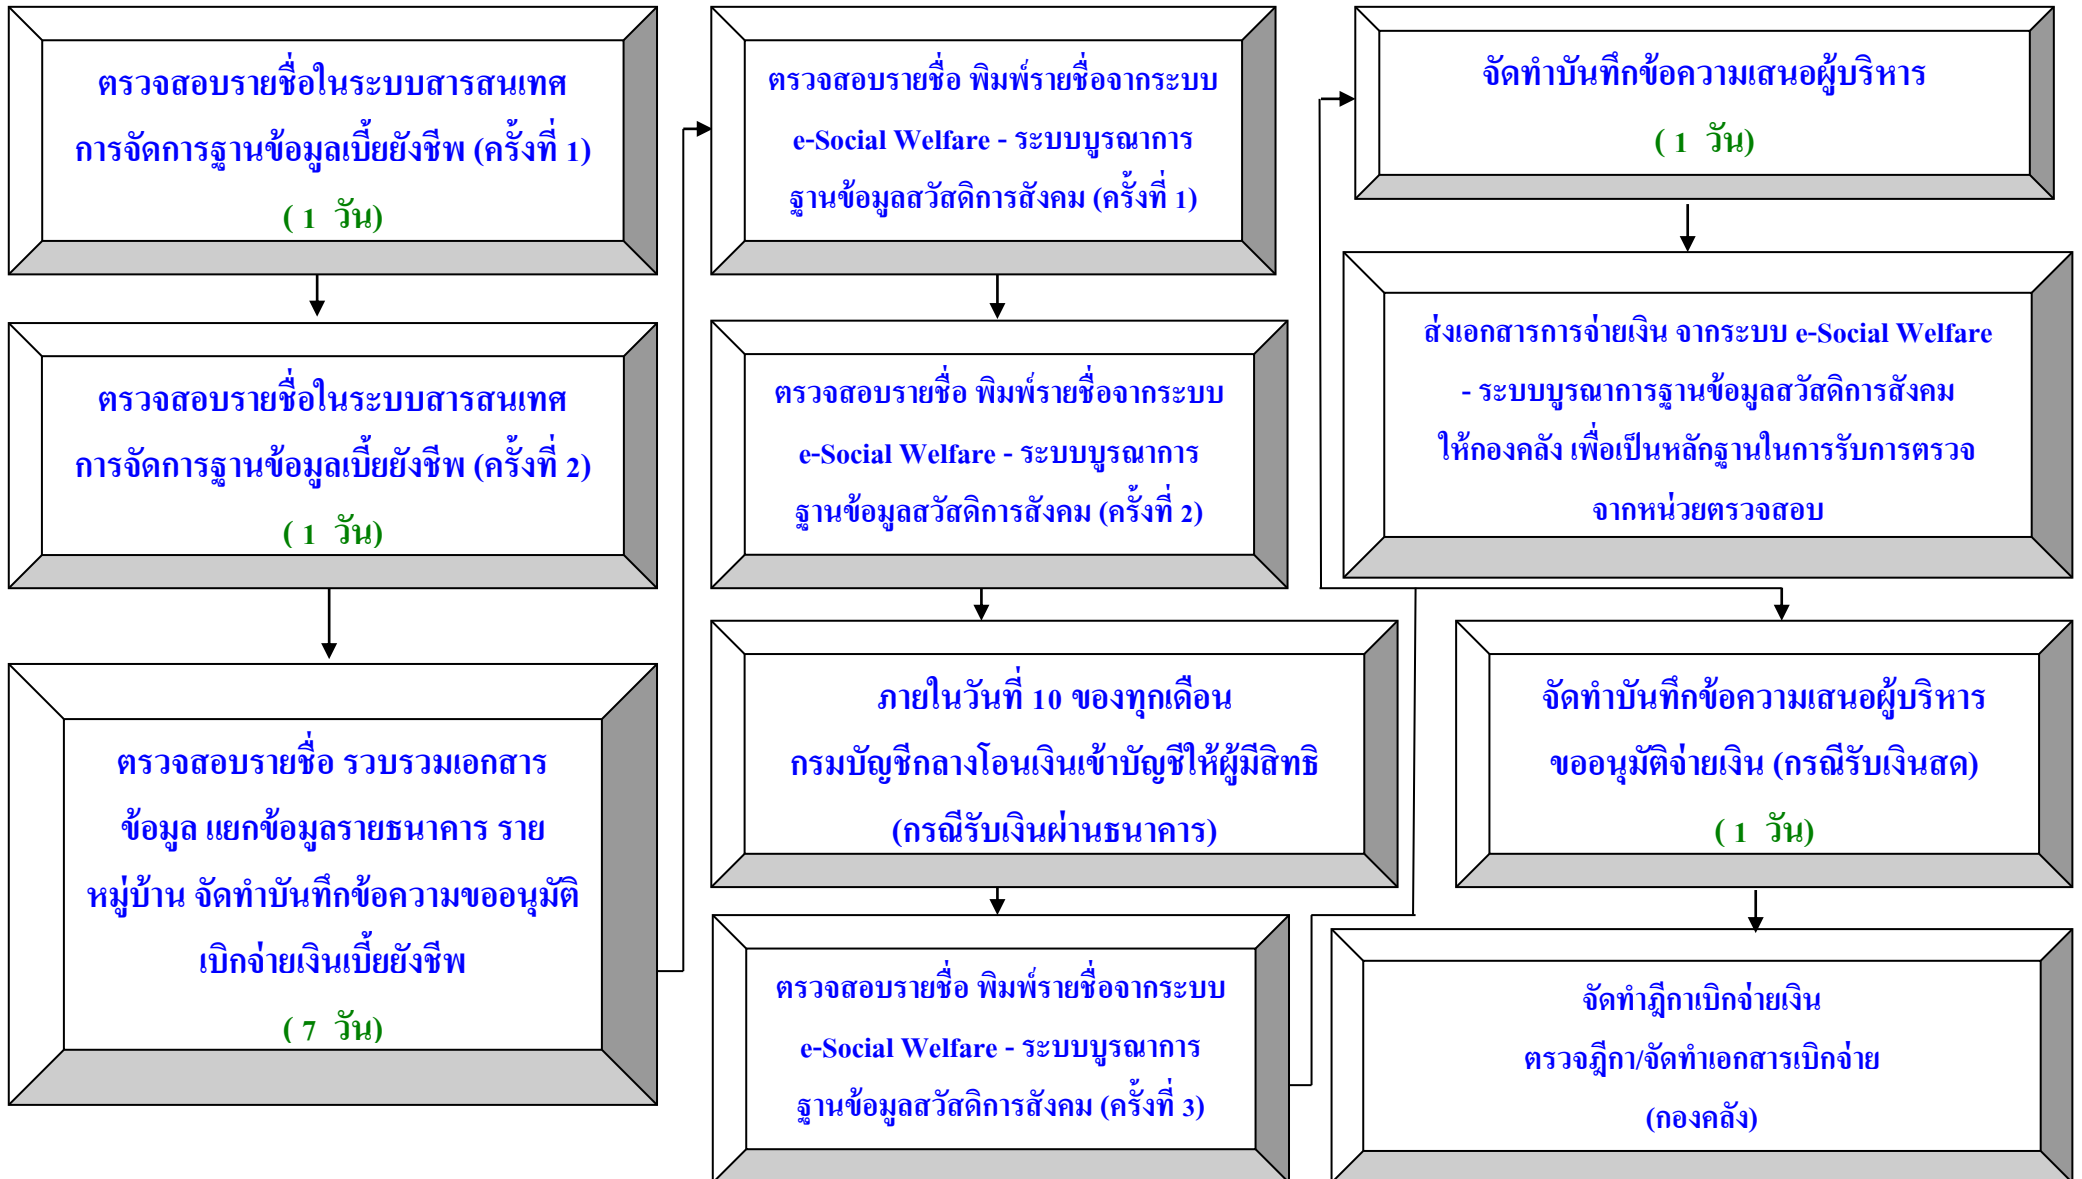 ตรวจสอบรายชื่อในระบบสารสนเทศ
การจัดการฐานข้อมูลเบี้ยยังชีพ (ครั้งที่ 1)
( 1 วัน)
ตรวจสอบรายชื่อในระบบสารสนเทศ
การจัดการฐานข้อมูลเบี้ยยังชีพ (ครั้งที่ 2)
( 1 วัน)
ตรวจสอบรายชื่อ รวบรวมเอกสาร
ข้อมูล แยกข้อมูลรายธนาคาร ราย
หมู่บ้าน จัดทำบันทึกข้อความขออนุมัติ
เบิกจ่ายเงินเบี้ยยังชีพ
( 7 วัน)
ตรวจสอบรายชื่อ พิมพ์รายชื่อจากระบบ
e-Social Welfare - ระบบบูรณาการ
ฐานข้อมูลสวัสดิการสังคม (ครั้งที่ 1)
ตรวจสอบรายชื่อ พิมพ์รายชื่อจากระบบ
e-Social Welfare - ระบบบูรณาการ
ฐานข้อมูลสวัสดิการสังคม (ครั้งที่ 2)
ภายในวันที่ 10 ของทุกเดือน
กรมบัญชีกลางโอนเงินเข้าบัญชีให้ผู้มีสิทธิ
(กรณีรับเงินผ่านธนาคาร)
ตรวจสอบรายชื่อ พิมพ์รายชื่อจากระบบ
e-Social Welfare - ระบบบูรณาการ
ฐานข้อมูลสวัสดิการสังคม (ครั้งที่ 3)
จัดทำบันทึกข้อความเสนอผู้บริหาร
( 1 วัน)
ส่งเอกสารการจ่ายเงิน จากระบบ e-Social Welfare
- ระบบบูรณาการฐานข้อมูลสวัสดิการสังคม
ให้กองคลัง เพื่อเป็นหลักฐานในการรับการตรวจ
จากหน่วยตรวจสอบ
จัดทำบันทึกข้อความเสนอผู้บริหาร
ขออนุมัติจ่ายเงิน (กรณีรับเงินสด)
( 1 วัน)
จัดทำฎีกาเบิกจ่ายเงิน
ตรวจฎีกา/จัดทำเอกสารเบิกจ่าย
(กองคลัง)